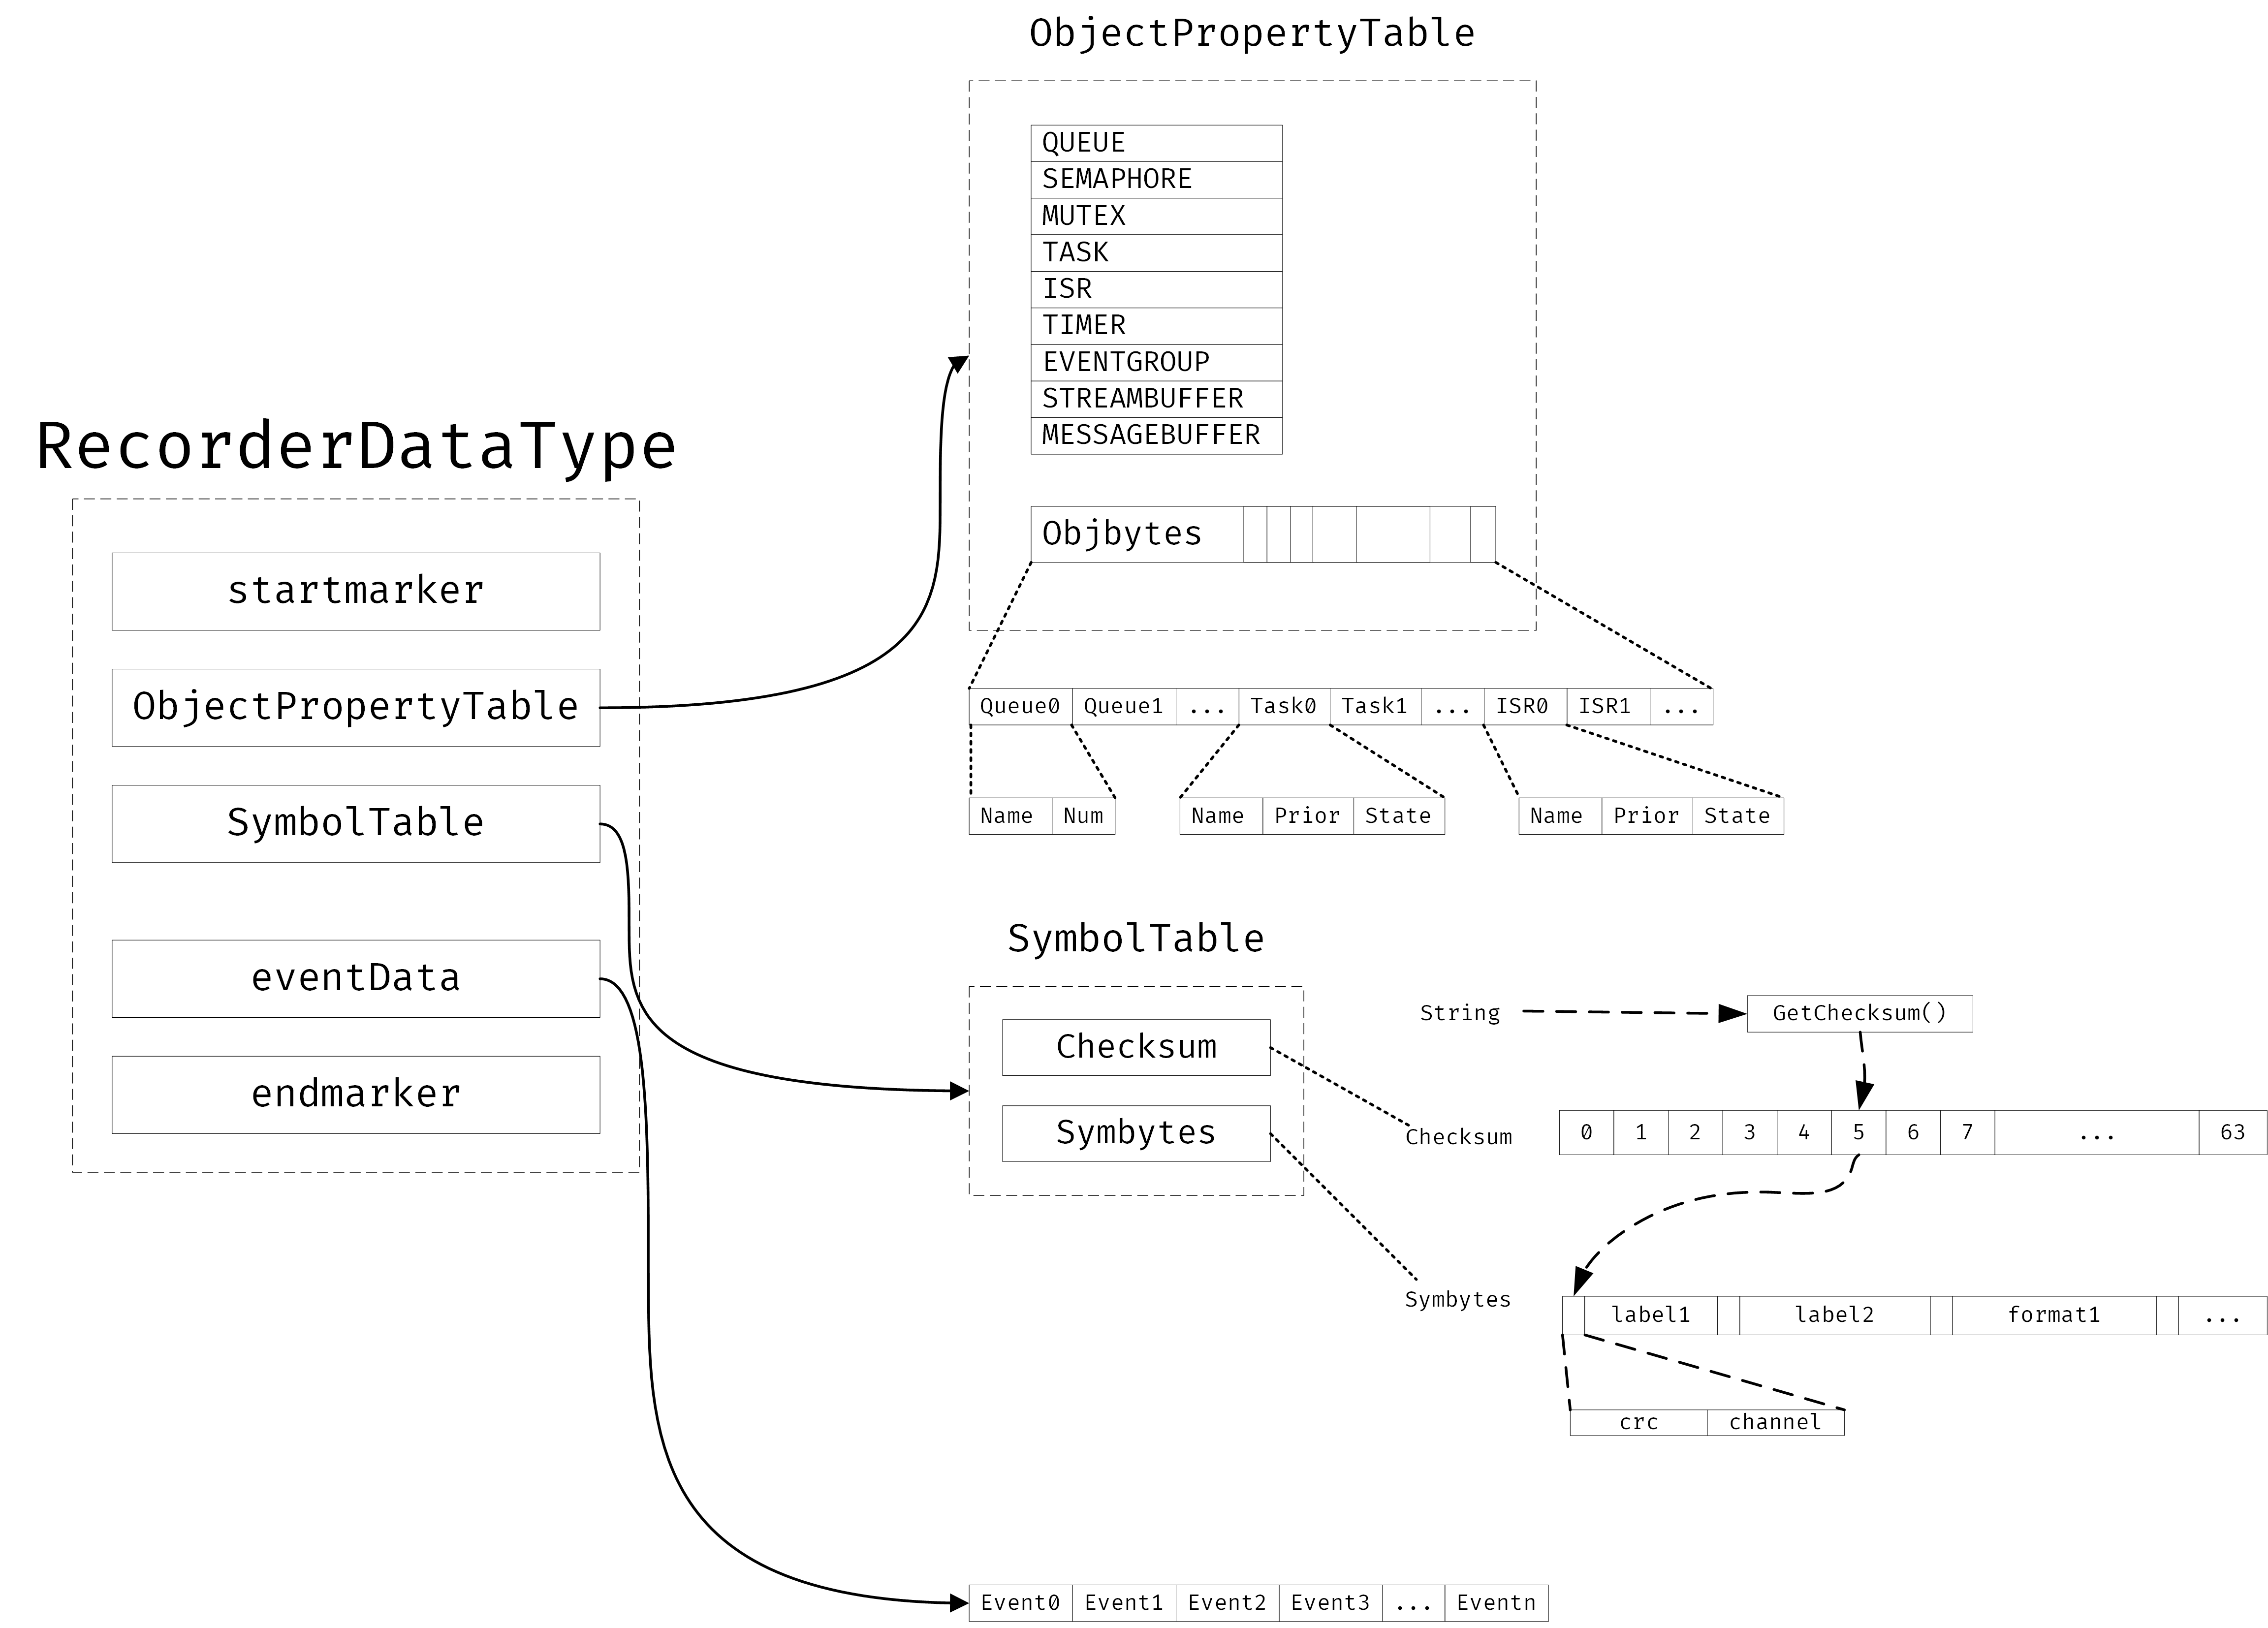 ObjectPropertyTable
QUEUE
SEMAPHORE
MUTEX
TASK
ISR
TIMER
EVENTGROUP
STREAMBUFFER
MESSAGEBUFFER
Objbytes
Queue0 Queue1 ... Task0 Task1 ... ISR0 ISR1 ...
Name Num Name Prior State Name Prior State
RecorderDataType
startmarker
ObjectPropertyTable
SymbolTable
eventData
endmarker
SymbolTable
Checksum
Symbytes
String GetChecksum()
Checksum 0 1 2 3 4 5 6 7 ... 63
Symbytes label1 label2 format1 ...
crc channel
Event0 Event1 Event2 Event3 ... Eventn